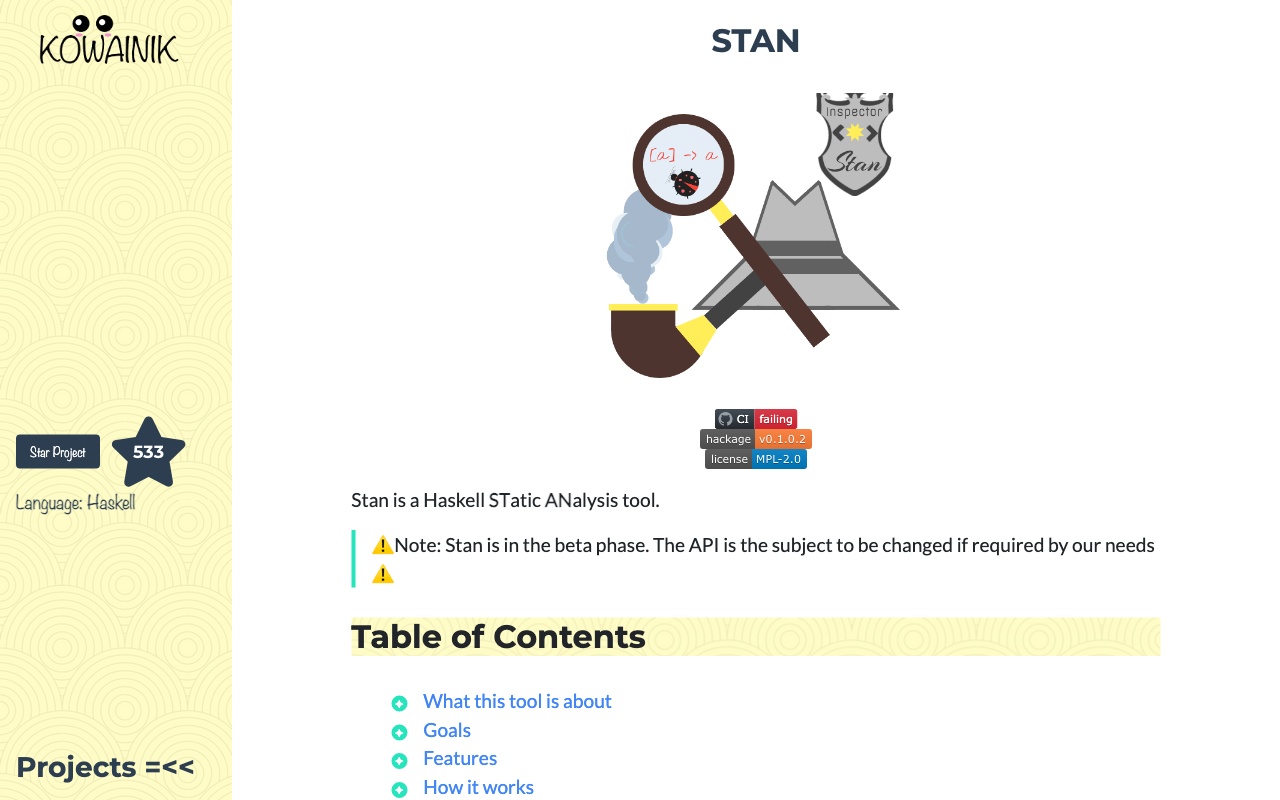 KOWAINIK
STAN
Inspector
Stan
[a] -> a
CI failing
hackage v0.1.0.2
license MPL-2.0
Star Project
533
Language: Haskell
Stan is a Haskell STatic ANalysis tool.
⚠️Note: Stan is in the beta phase. The API is the subject to be changed if required by our needs
⚠️
Table of Contents
What this tool is about
Goals
Features
How it works
Projects =<<